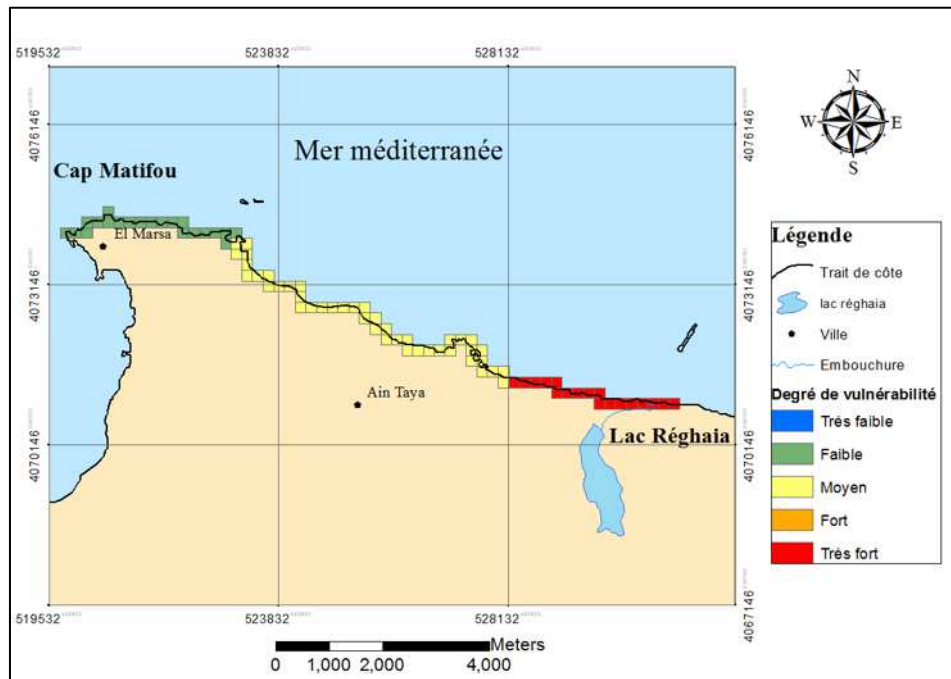 519532
523832
528132
4076146
4076146
Mer méditerranée
Cap Matifou
El Marsa
4073146
4073146
Ain Taya
Lac Réghaia
4070146
4070146
4067146
519532
523832
528132
Meters
0 1,000 2,000 4,000
N
W E
S
Légende
Trait de côte
lac réghaia
Ville
Embouchure
Degré de vulnérabilité
Trés faible
Faible
Moyen
Fort
Trés fort